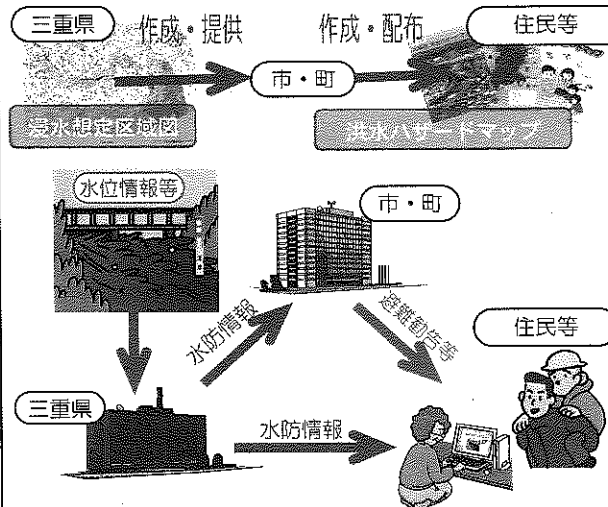 三重県
作成・提供
作成・配布
住民等
市・町
浸水想定区域図
洪水ハザードマップ
水位情報等
市・町
水防情報
避難勧告等
住民等
三重県
水防情報